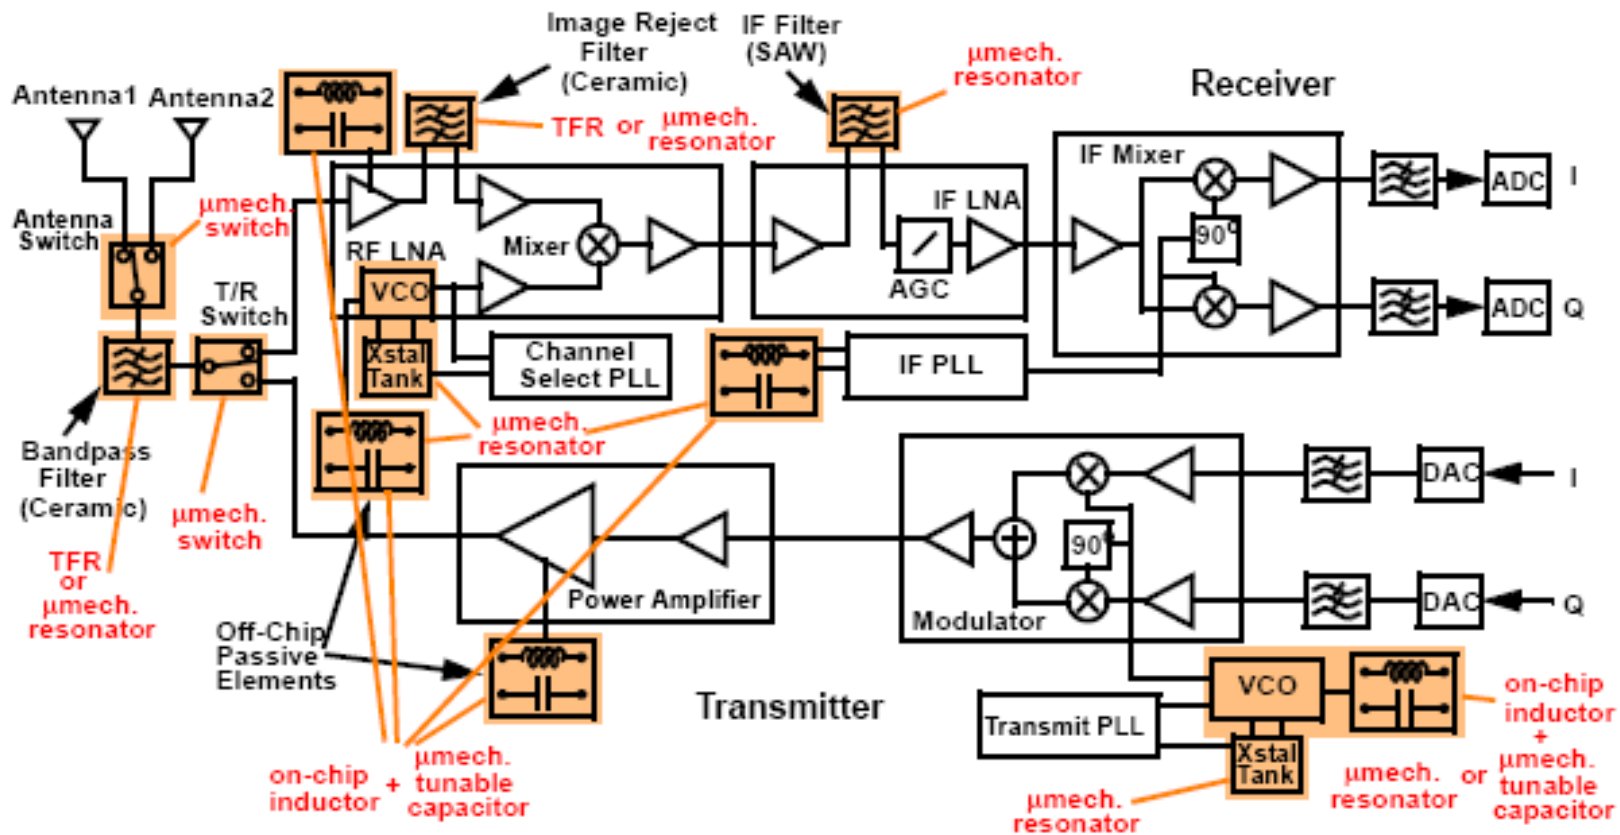 Image Reject
Filter
(Ceramic)
IF Filter
(SAW)
μmech.
resonator
Receiver
Antenna1
Antenna2
TFR or μmech.
resonator
IF Mixer
ADC
I
Antenna
Switch
μmech.
switch
RF LNA
Mixer
IF LNA
AGC
90°
VCO
ADC
Q
T/R
Switch
Xstal
Tank
Channel
Select PLL
IF PLL
μmech.
resonator
Bandpass
Filter
(Ceramic)
μmech.
switch
TFR
or
μmech.
resonator
DAC
I
90°
Power Amplifier
Modulator
DAC
Q
Off-Chip
Passive
Elements
Transmitter
Transmit PLL
VCO
Xstal
Tank
on-chip
inductor
+
μmech.
tunable
capacitor
on-chip
inductor
+
μmech.
tunable
capacitor
μmech.
resonator
or
μmech.
resonator